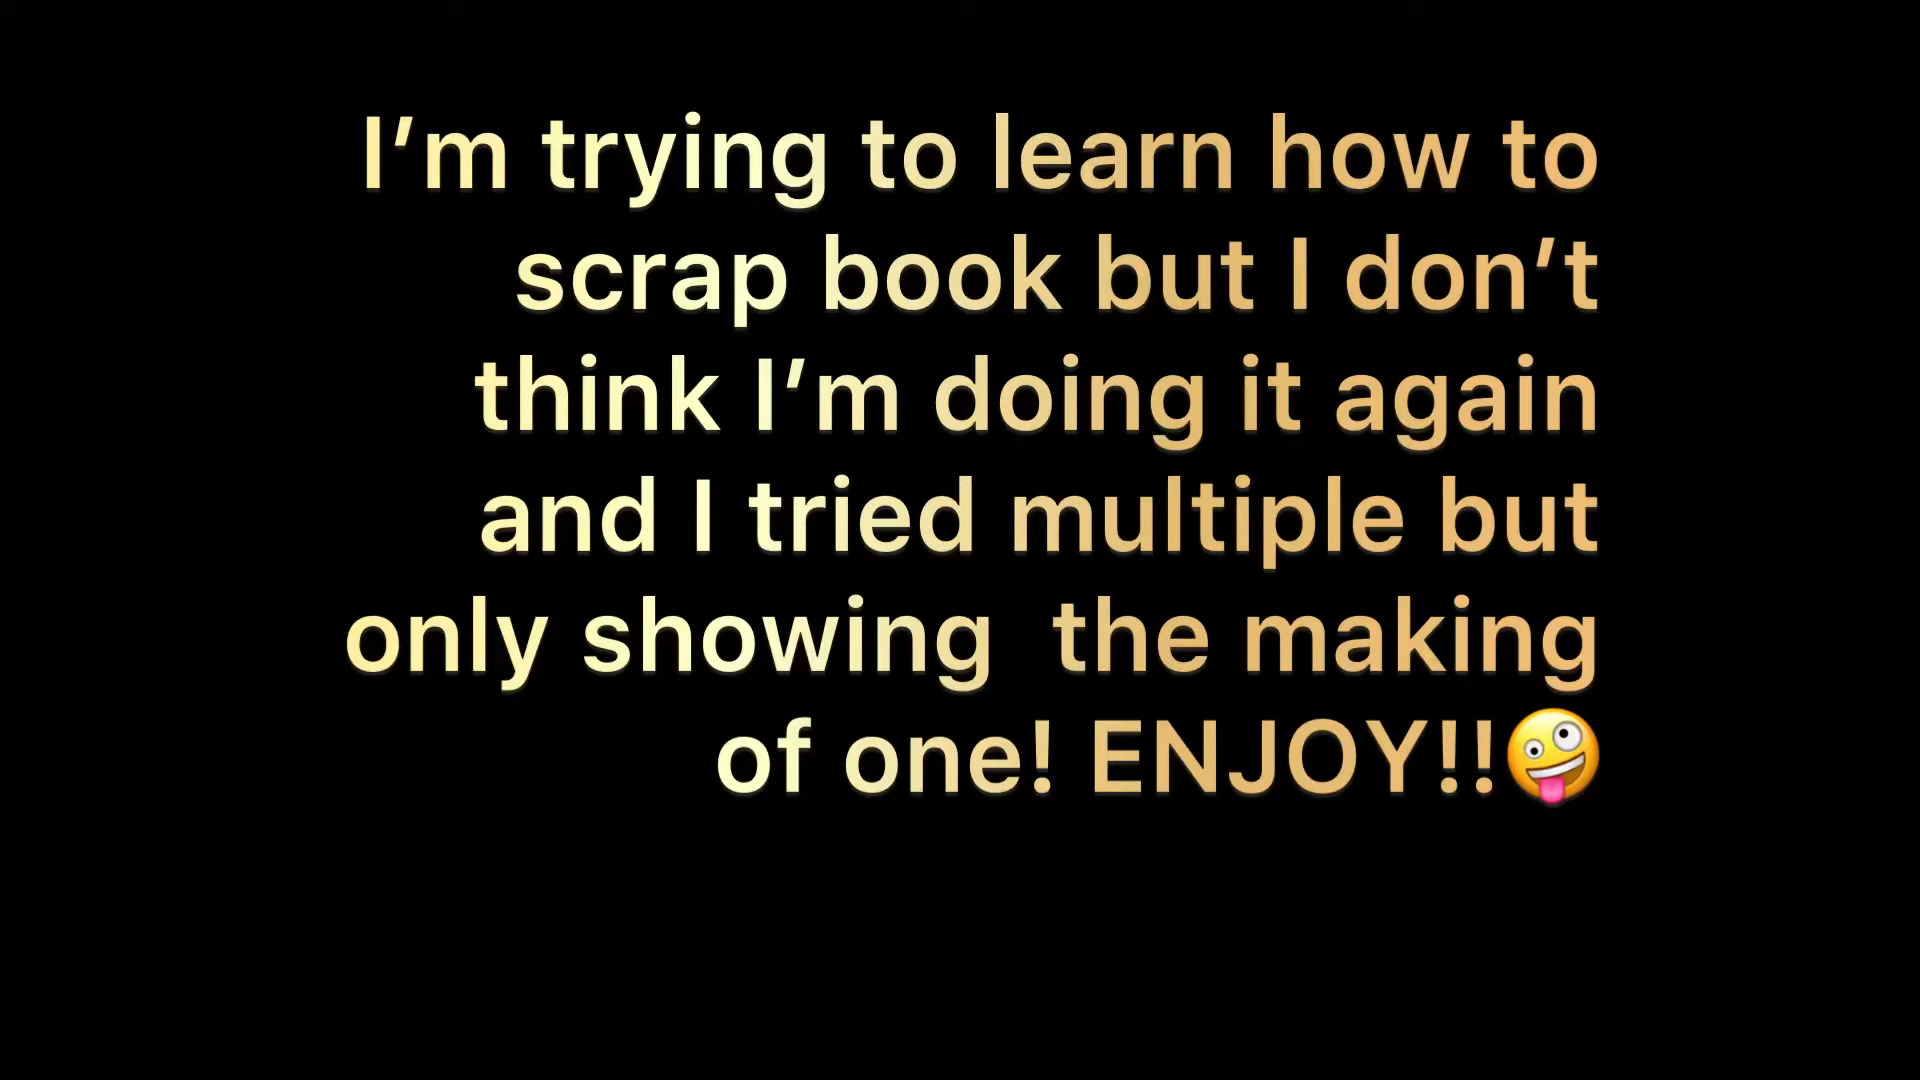 I’m trying to learn how to
scrap book but I don’t
think I’m doing it again
and I tried multiple but
only showing  the making
of one! ENJOY!!🤪